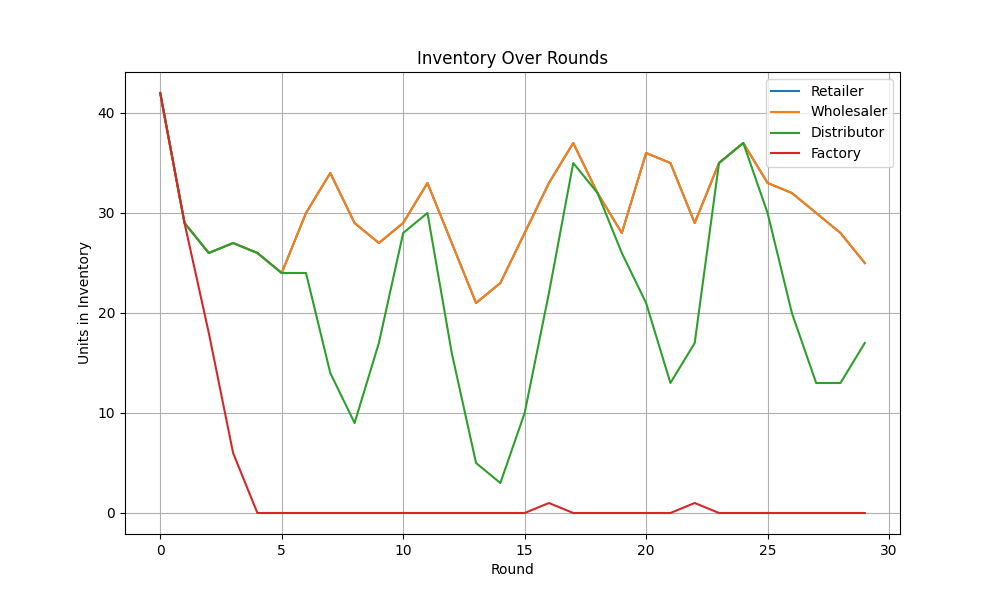 Inventory Over Rounds
Retailer
Wholesaler
Distributor
Factory
Units in Inventory
40
30
20
10
0
0 5 10 15 20 25 30
Round